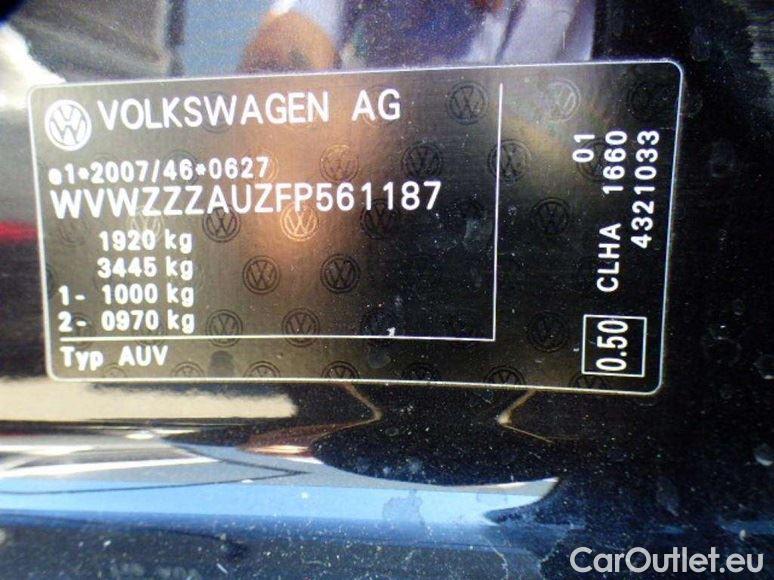 VOLKSWAGEN AG
e1*2007/46*0627
WVWZZZAUZFP561187
1920 kg
3445 kg
1- 1000 kg
2- 0970 kg
Typ AUV
01
0.50 CLHA 1660
4321033
CarOutlet.eu